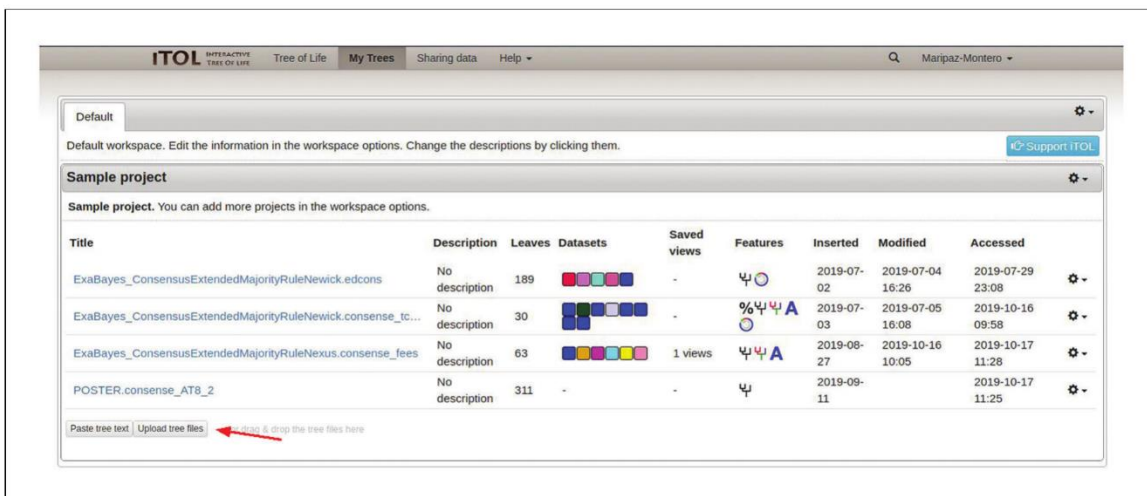 iTOL INTERACTIVE TREE OF LIFE Tree of Life My Trees Sharing data Help Maripaz-Montero
Default
Default workspace. Edit the information in the workspace options. Change the descriptions by clicking them. Support iTOL
Sample project
Sample project. You can add more projects in the workspace options.
Title Description Leaves Datasets Saved views Features Inserted Modified Accessed
ExaBayes_ConsensusExtendedMajorityRuleNewick.edcons No description 189 - 2019-07-02 2019-07-04 16:26 2019-07-29 23:08
ExaBayes_ConsensusExtendedMajorityRuleNewick.consense_tc... No description 30 - % A 2019-07-03 2019-07-05 16:08 2019-10-16 09:58
ExaBayes_ConsensusExtendedMajorityRuleNexus.consense_fees No description 63 1 views A 2019-08-27 2019-10-16 10:05 2019-10-17 11:28
POSTER.consense_AT8_2 No description 311 - - 2019-09-11 2019-10-17 11:25
Paste tree text Upload tree files drag & drop the tree files here